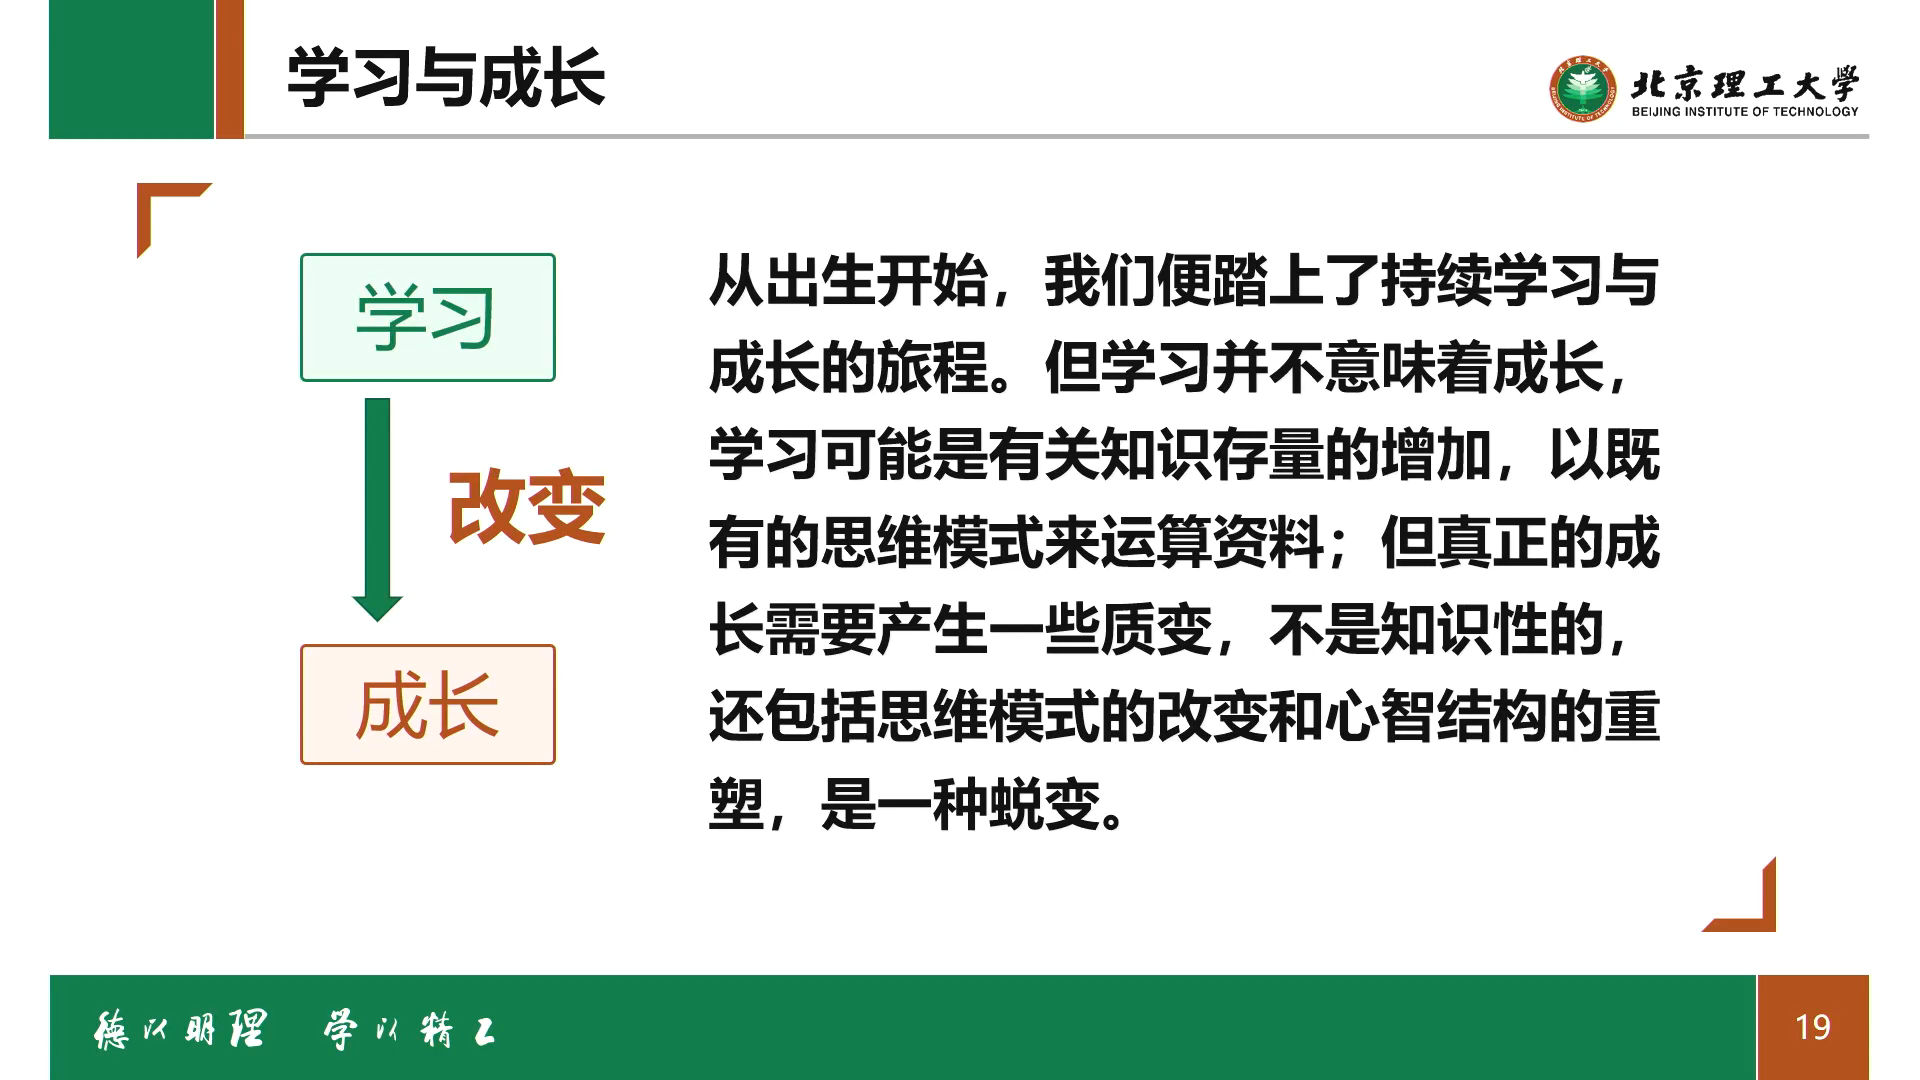 学习与成长
北京理工大学
BEIJING INSTITUTE OF TECHNOLOGY
学习
改变
成长
从出生开始，我们便踏上了持续学习与
成长的旅程。但学习并不意味着成长，
学习可能是有关知识存量的增加，以既
有的思维模式来运算资料；但真正的成
长需要产生一些质变，不是知识性的，
还包括思维模式的改变和心智结构的重
塑，是一种蜕变。
德以明理 学以精工
19